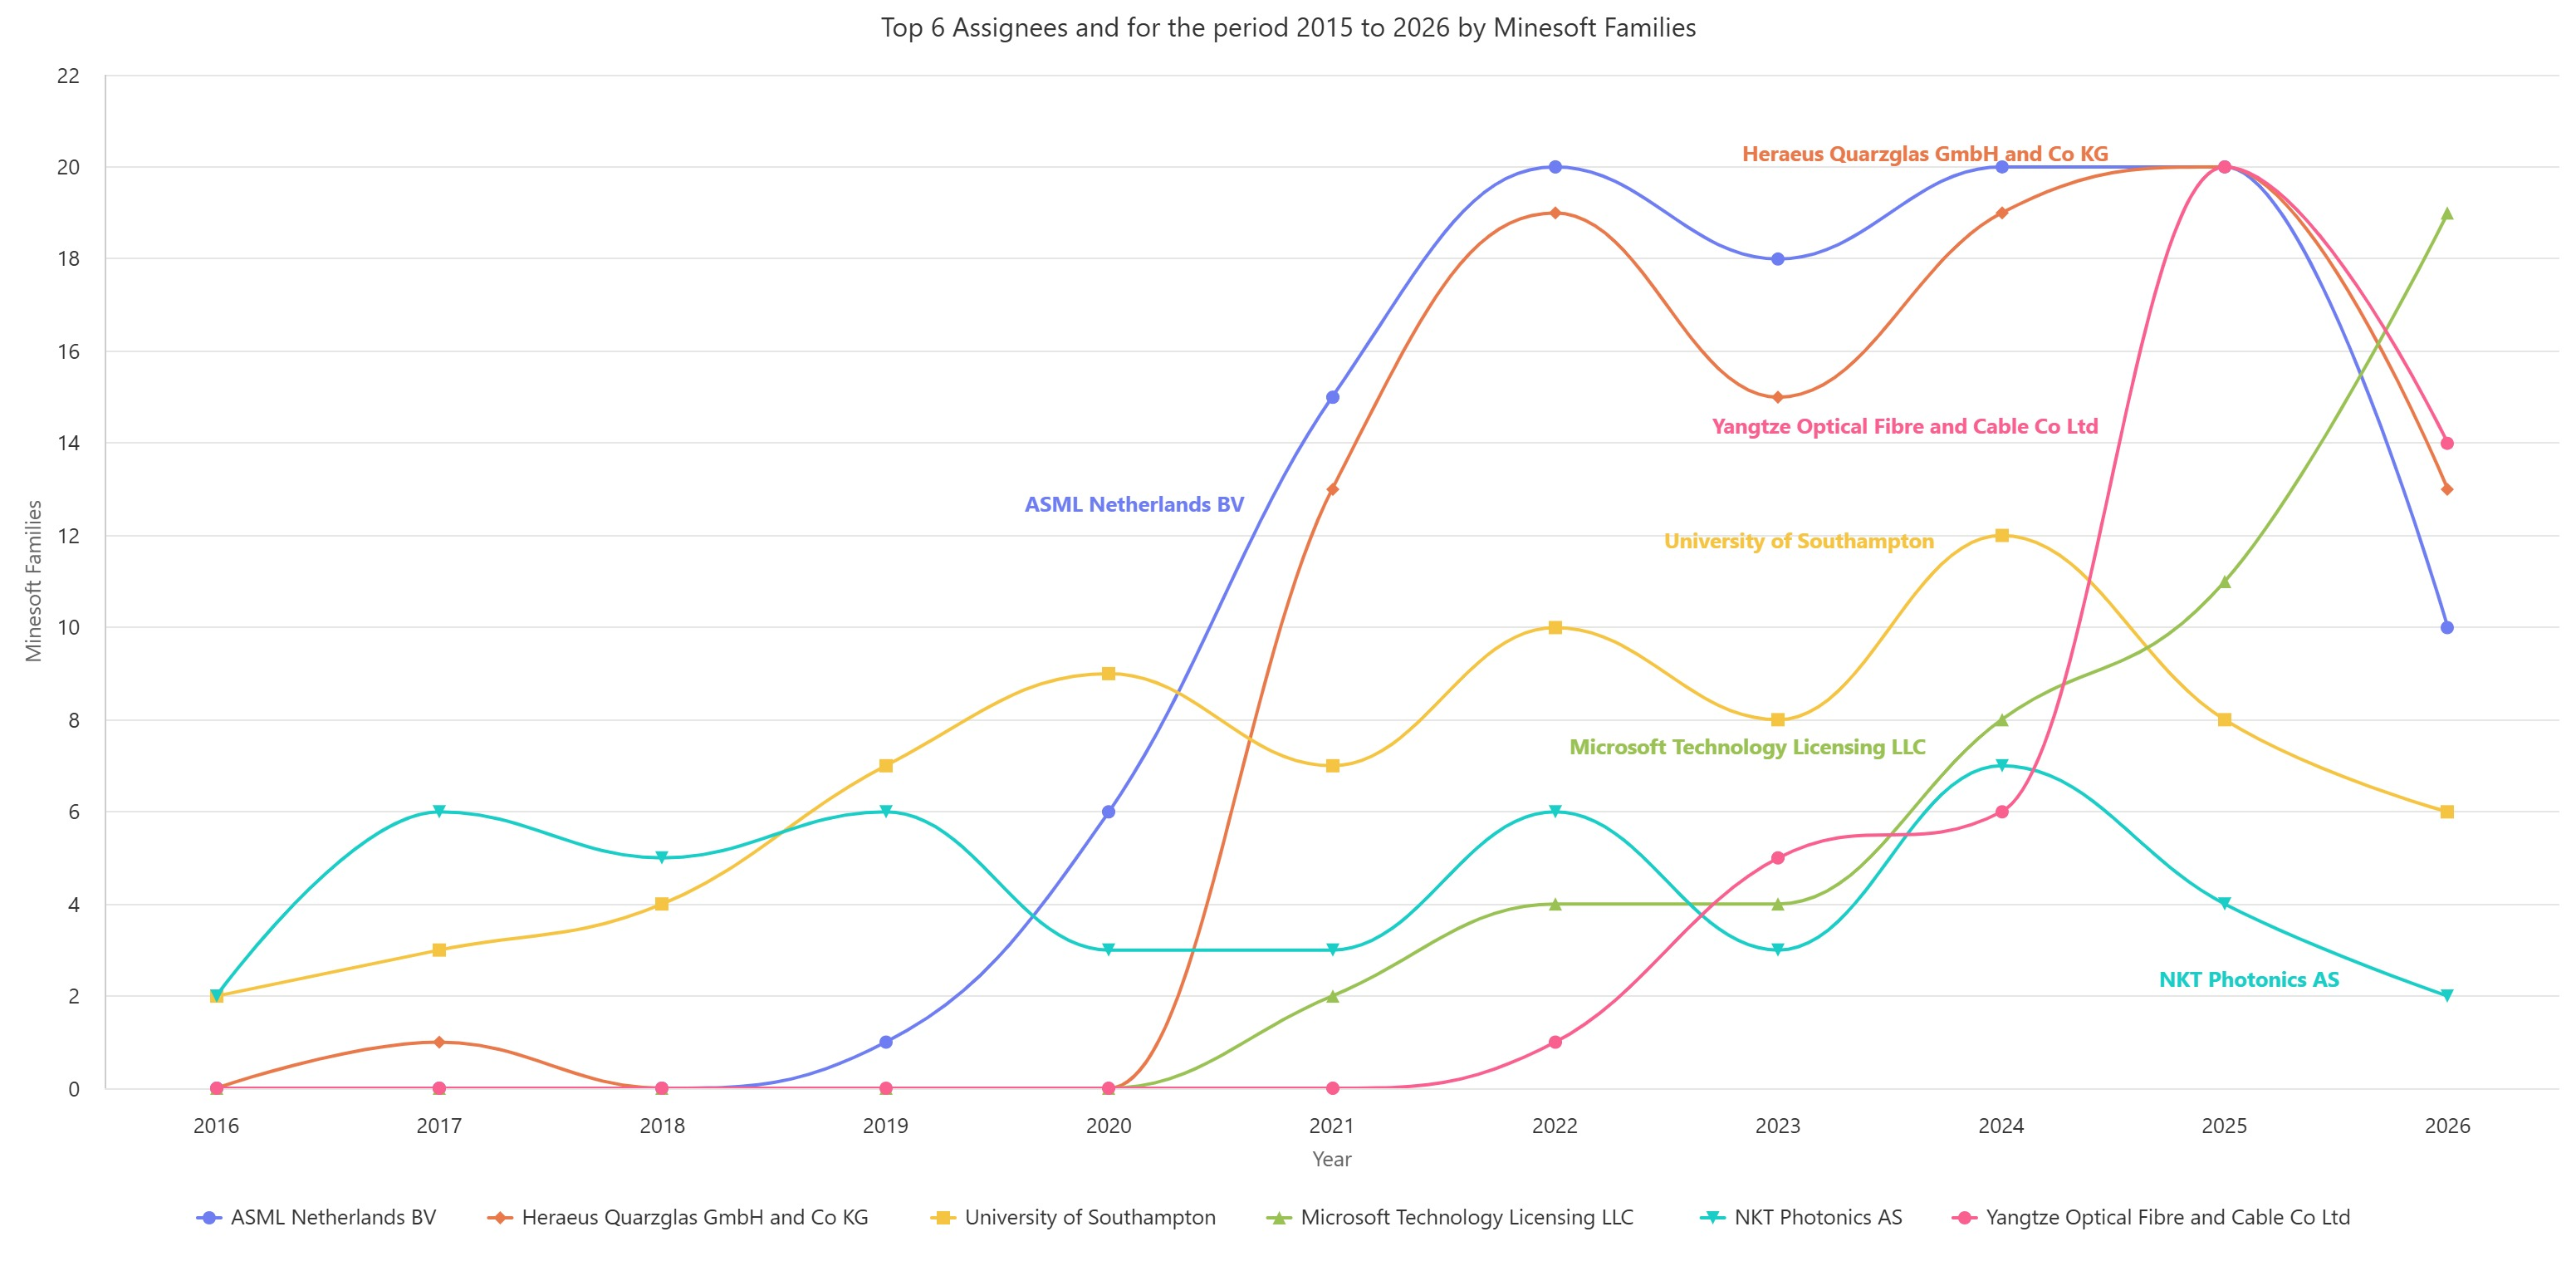 Top 6 Assignees and for the period 2015 to 2026 by Minesoft Families
22
20
18
16
14
12
10
8
6
4
2
0
Minesoft Families
Heraeus Quarzglas GmbH and Co KG
Yangtze Optical Fibre and Cable Co Ltd
ASML Netherlands BV
University of Southampton
Microsoft Technology Licensing LLC
NKT Photonics AS
2016 2017 2018 2019 2020 2021 2022 2023 2024 2025 2026
Year
ASML Netherlands BV Heraeus Quarzglas GmbH and Co KG University of Southampton Microsoft Technology Licensing LLC NKT Photonics AS Yangtze Optical Fibre and Cable Co Ltd